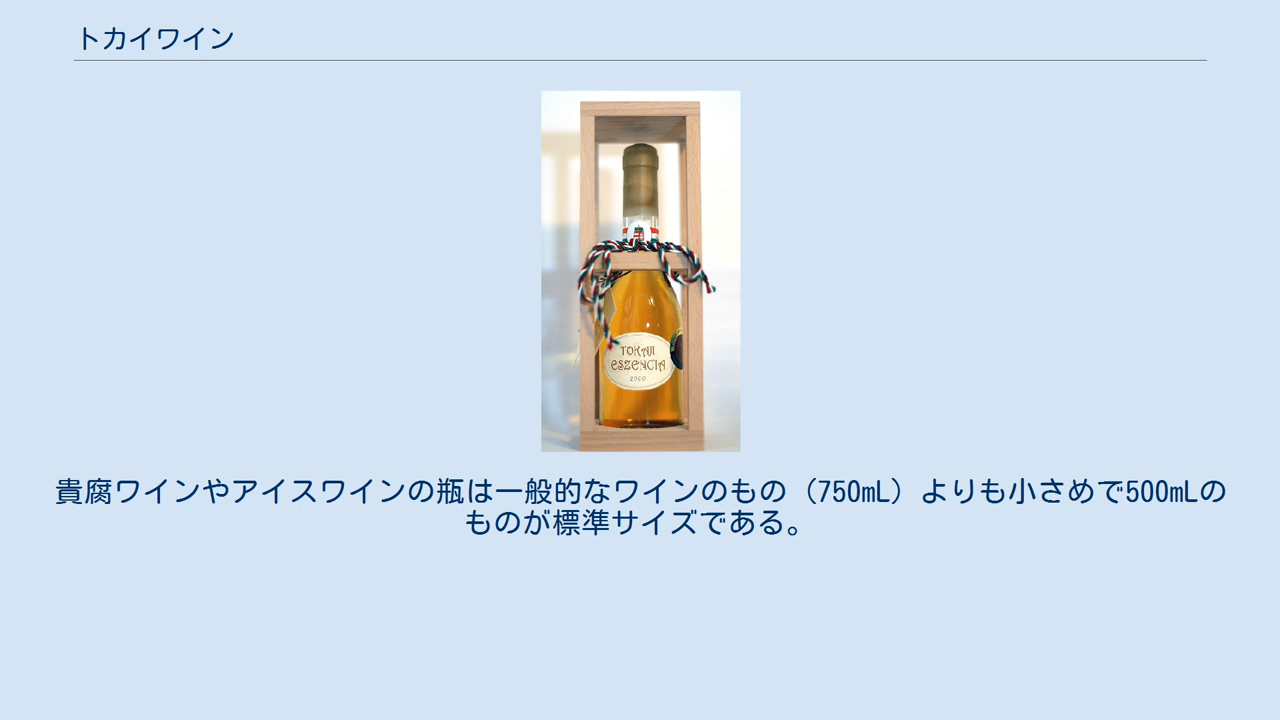 トカイワイン
TOKAJI
ESZENCIA
2000
貴腐ワインやアイスワインの瓶は一般的なワインのもの（750mL）よりも小さめで500mLの
ものが標準サイズである。